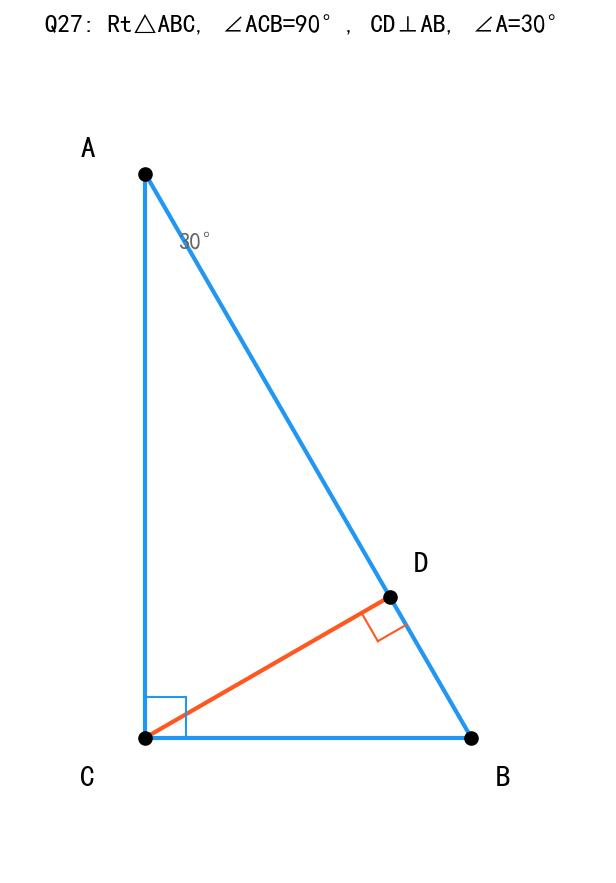 Q27: Rt△ABC, ∠ACB=90°, CD⊥AB, ∠A=30°
A
30°
D
C
B